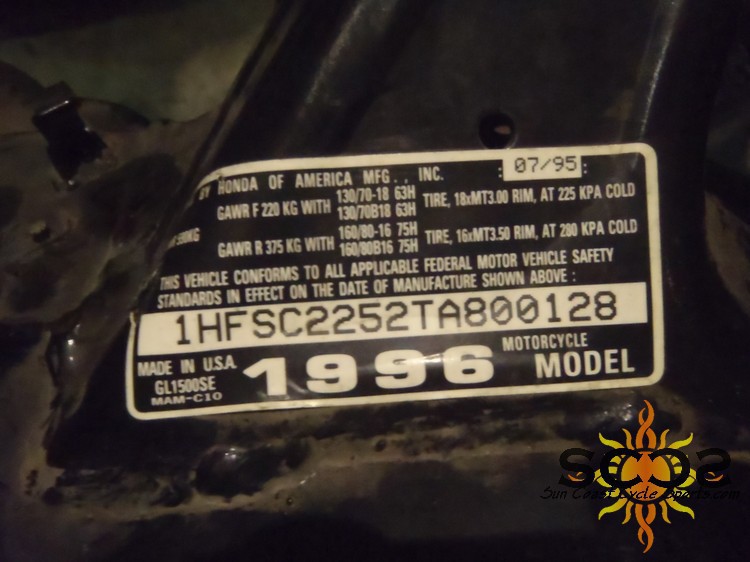 BY HONDA OF AMERICA MFG., INC. 07/95
GAWR F 220 KG WITH 130/70-18 63H 130/70B18 63H TIRE, 18xMT3.00 RIM, AT 225 KPA COLD
GAWR R 375 KG WITH 160/80-16 75H 160/80B16 75H TIRE, 16xMT3.50 RIM, AT 280 KPA COLD
THIS VEHICLE CONFORMS TO ALL APPLICABLE FEDERAL MOTOR VEHICLE SAFETY
STANDARDS IN EFFECT ON THE DATE OF MANUFACTURE SHOWN ABOVE:
1HFSC2252TA800128
MADE IN U.S.A.
GL1500SE
MAM-C10
1996
MOTORCYCLE
MODEL
SCCS
Sun Coast Cycle Sports.com